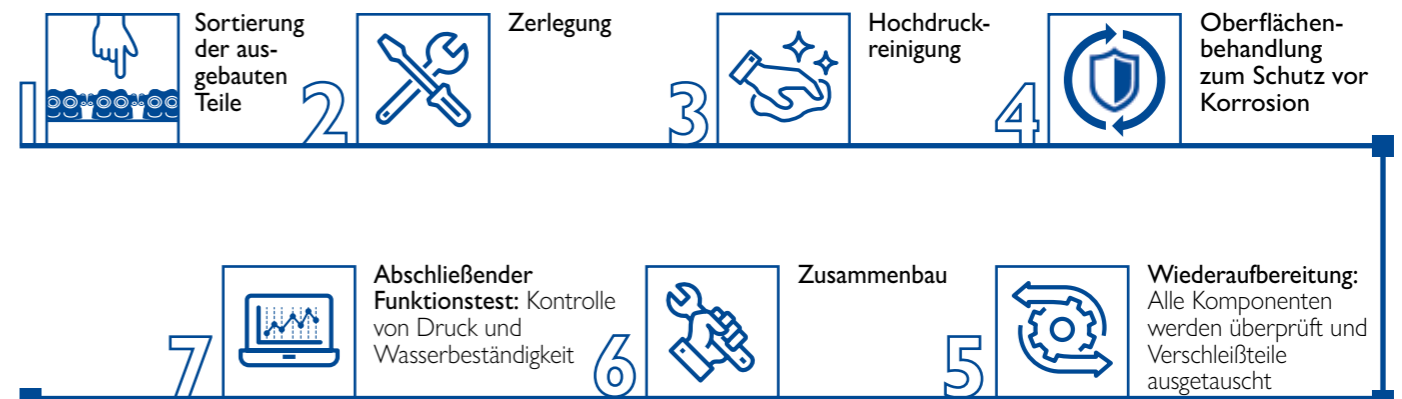 1
Sortierung
der aus-
gebauten
Teile
2
Zerlegung
3
Hochdruck-
reinigung
4
Oberflächen-
behandlung
zum Schutz vor
Korrosion
5
Wiederaufbereitung:
Alle Komponenten
werden überprüft und
Verschleißteile
ausgetauscht
6
Zusammenbau
7
Abschließender
Funktionstest: Kontrolle
von Druck und
Wasserbeständigkeit